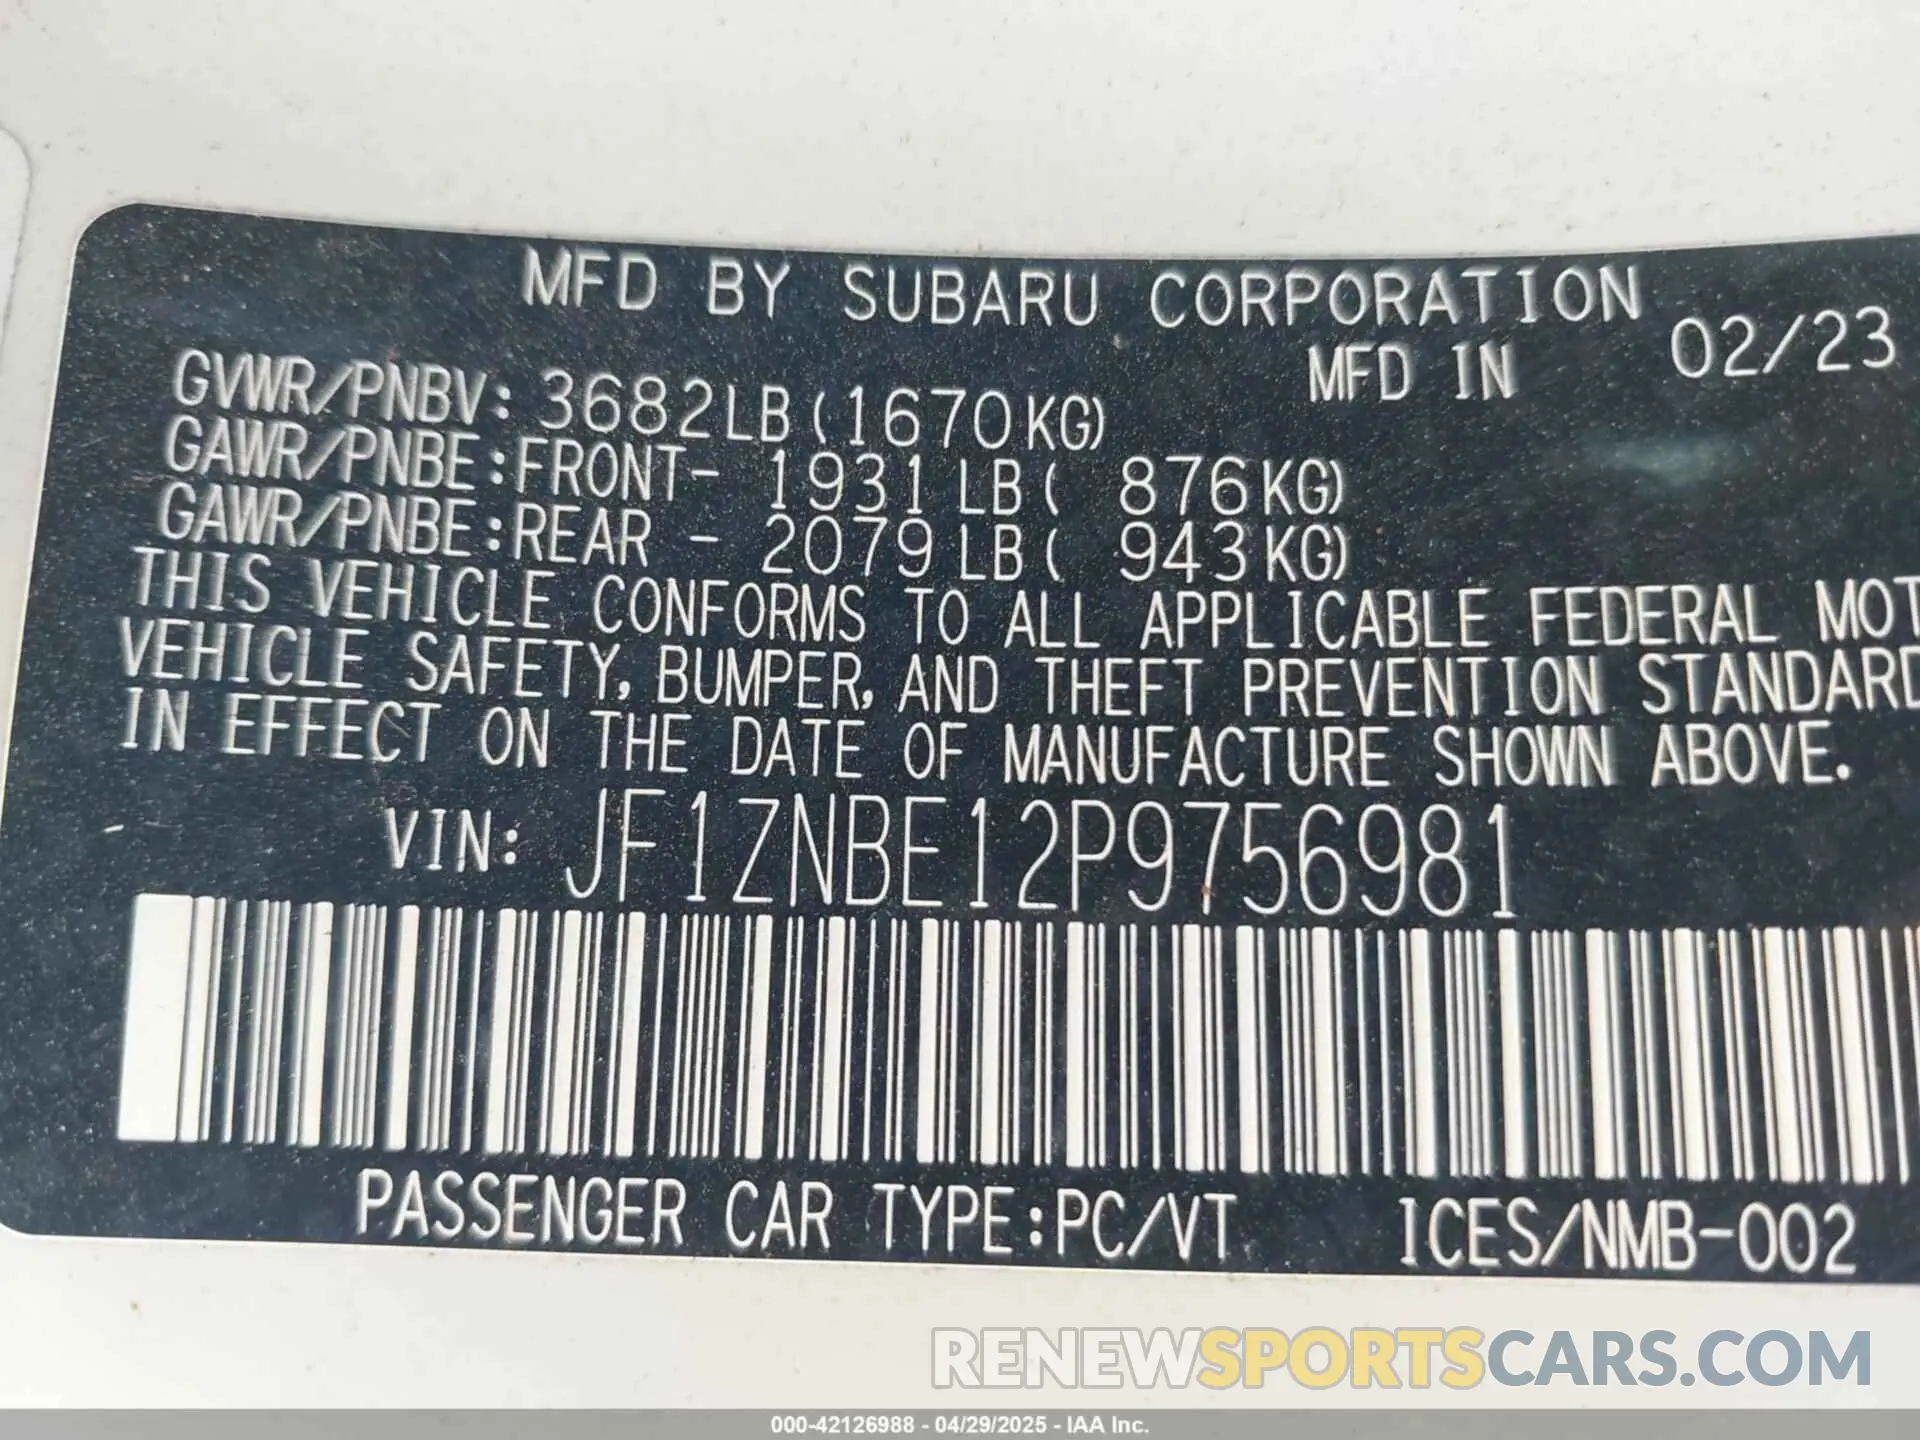 MFD BY SUBARU CORPORATION
MFD IN 02/23
GVWR/PNBV: 3682LB(1670KG)
GAWR/PNBE:FRONT- 1931LB( 876KG)
GAWR/PNBE:REAR - 2079LB( 943KG)
THIS VEHICLE CONFORMS TO ALL APPLICABLE FEDERAL MOT
VEHICLE SAFETY, BUMPER, AND THEFT PREVENTION STANDARD
IN EFFECT ON THE DATE OF MANUFACTURE SHOWN ABOVE.
VIN: JF1ZNBE12P9756981
PASSENGER CAR TYPE:PC/VT ICES/NMB-002
RENEWSPORTSCARS.COM
000-42126988 - 04/29/2025 - IAA Inc.